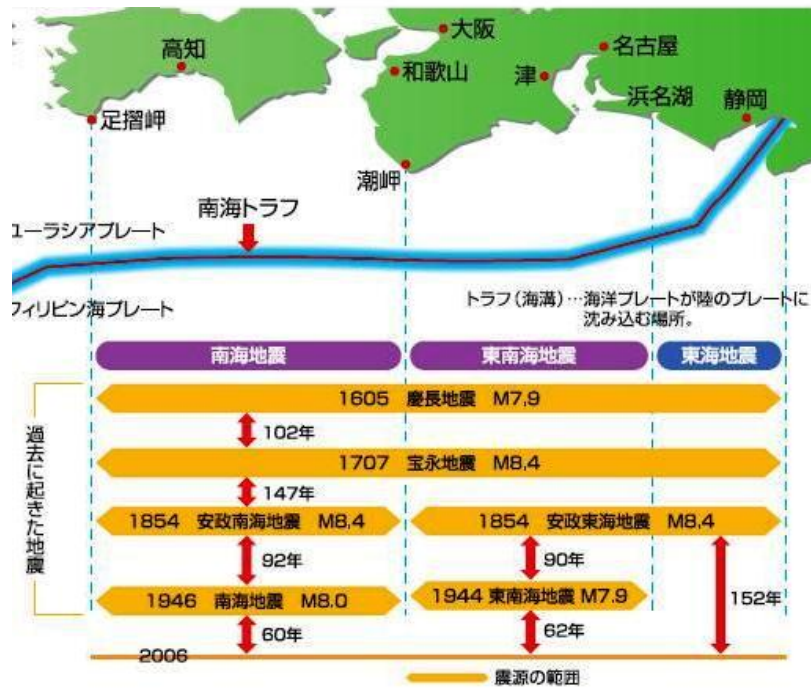 大阪
高知
名古屋
和歌山
津
浜名湖
静岡
足摺岬
潮岬
南海トラフ
ユーラシアプレート
フィリピン海プレート
トラフ(海溝)…海洋プレートが陸のプレートに
沈み込む場所。
南海地震
東南海地震
東海地震
過去に起きた地震
1605 慶長地震 M7,9
102年
1707 宝永地震 M8,4
147年
1854 安政南海地震 M8,4
1854 安政東海地震 M8,4
92年
90年
152年
1946 南海地震 M8.0
1944 東南海地震 M7.9
60年
62年
2006
震源の範囲